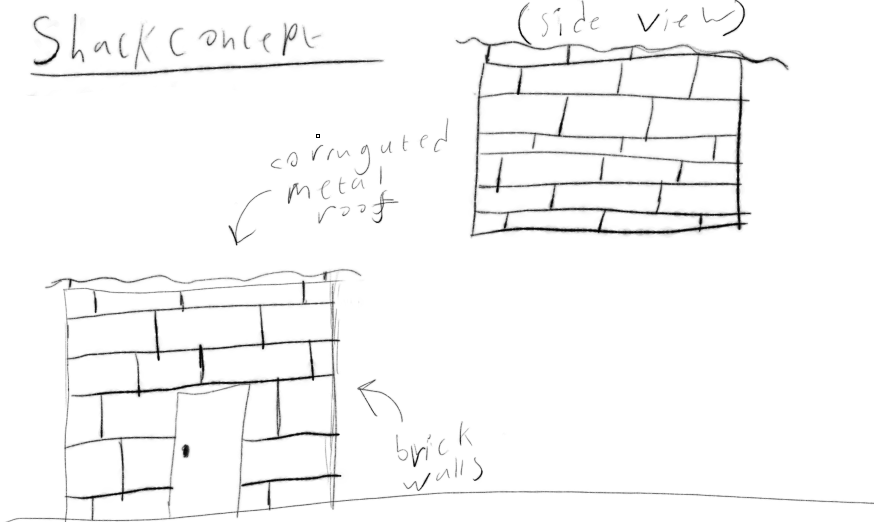 Shack concept
(side view)
corrugated
metal
roof
brick
walls